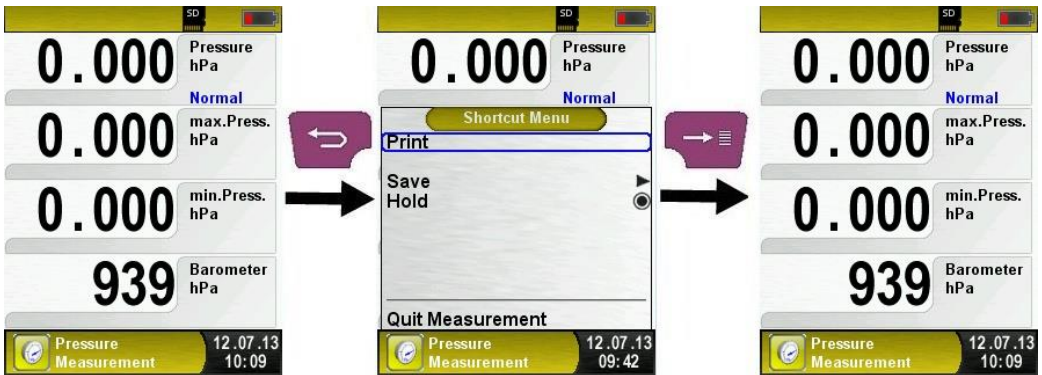 SD
0.000 Pressure
hPa
Normal
0.000 max.Press.
hPa
0.000 min.Press.
hPa
939 Barometer
hPa
Pressure
Measurement
12.07.13
10:09
SD
0.000 Pressure
hPa
Normal
Shortcut Menu
Print
Save
Hold
Quit Measurement
Pressure
Measurement
12.07.13
09:42
SD
0.000 Pressure
hPa
Normal
0.000 max.Press.
hPa
0.000 min.Press.
hPa
939 Barometer
hPa
Pressure
Measurement
12.07.13
10:09